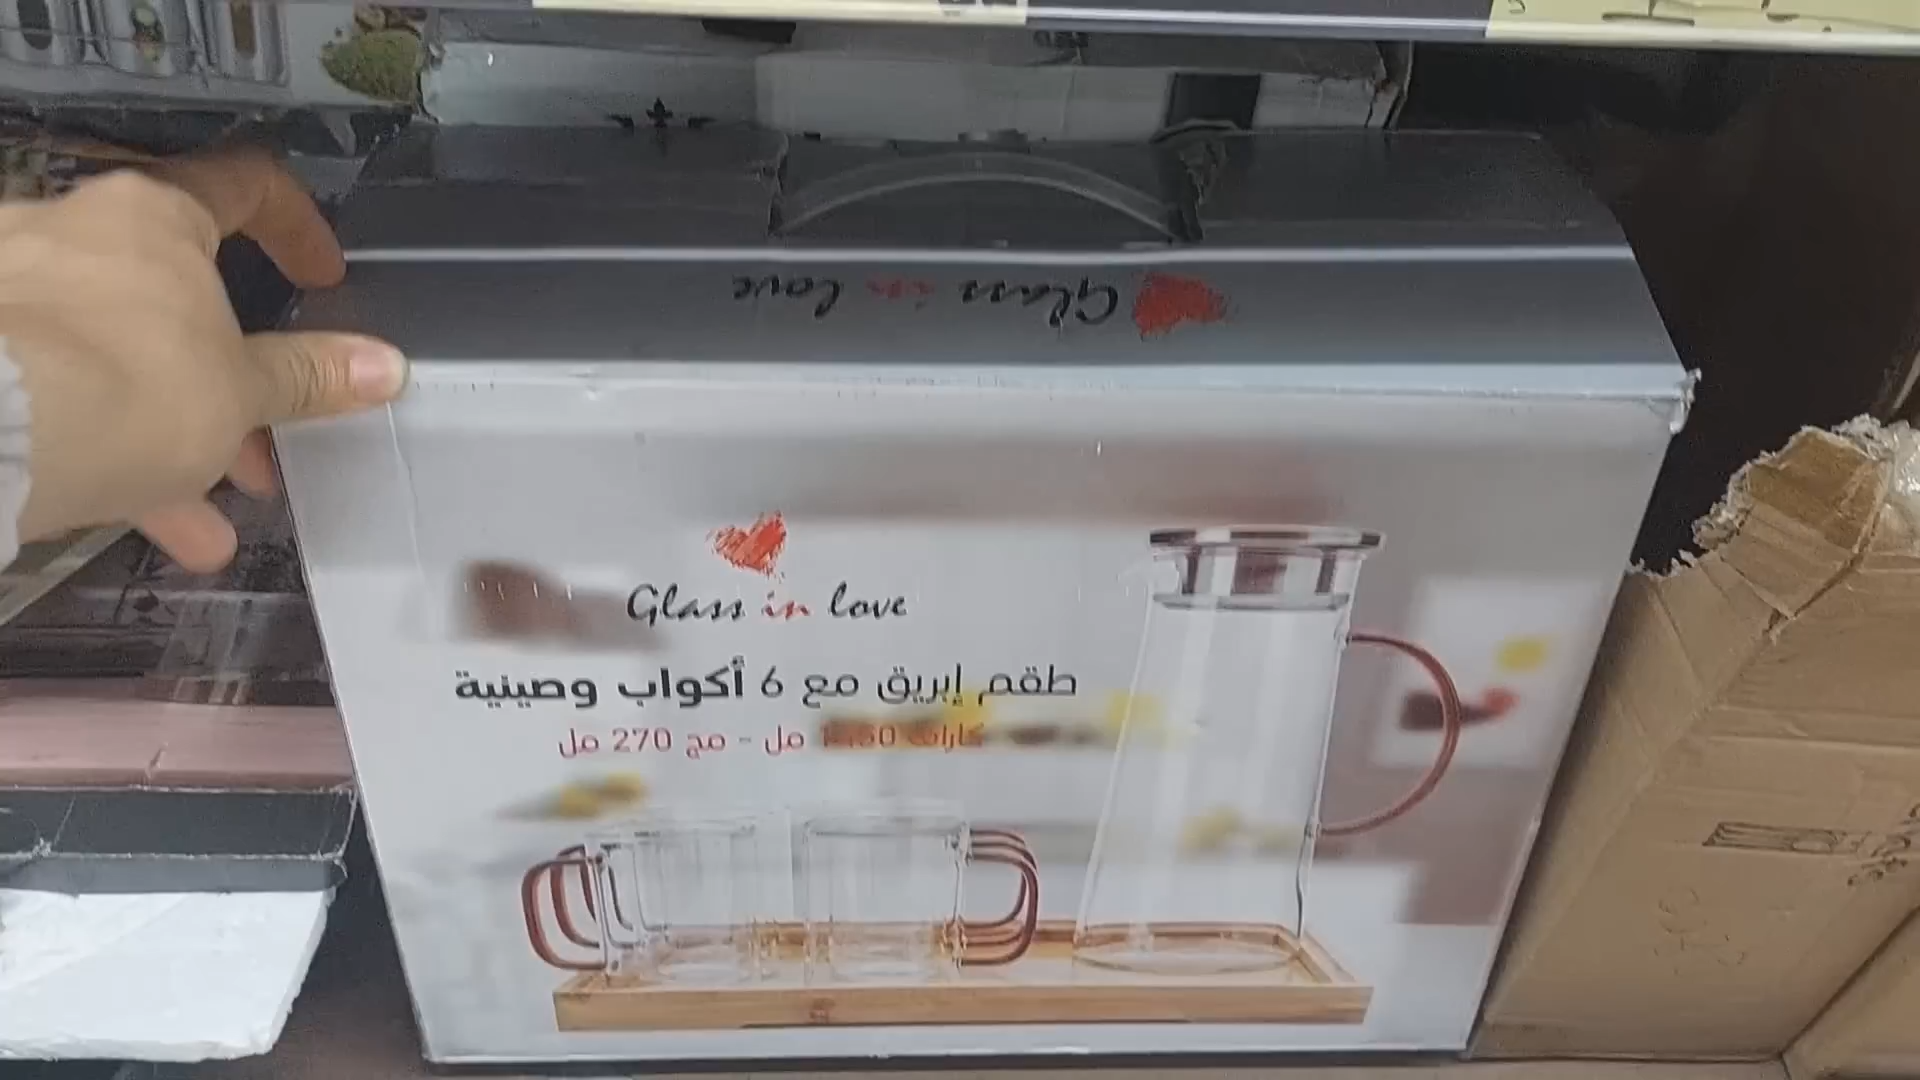 Glass in love
Glass in love
طقم إبريق مع 6 أكواب وصينية
مل - مج 270 مل